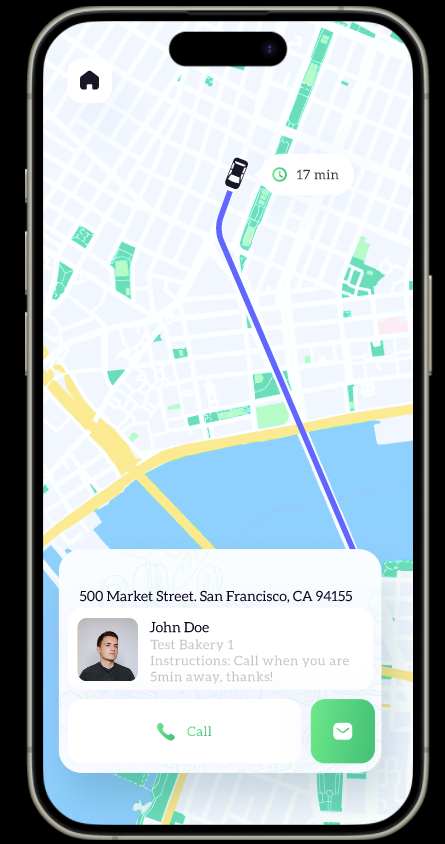 17 min
500 Market Street. San Francisco, CA 94155
John Doe
Test Bakery 1
Instructions: Call when you are
5min away, thanks!
Call